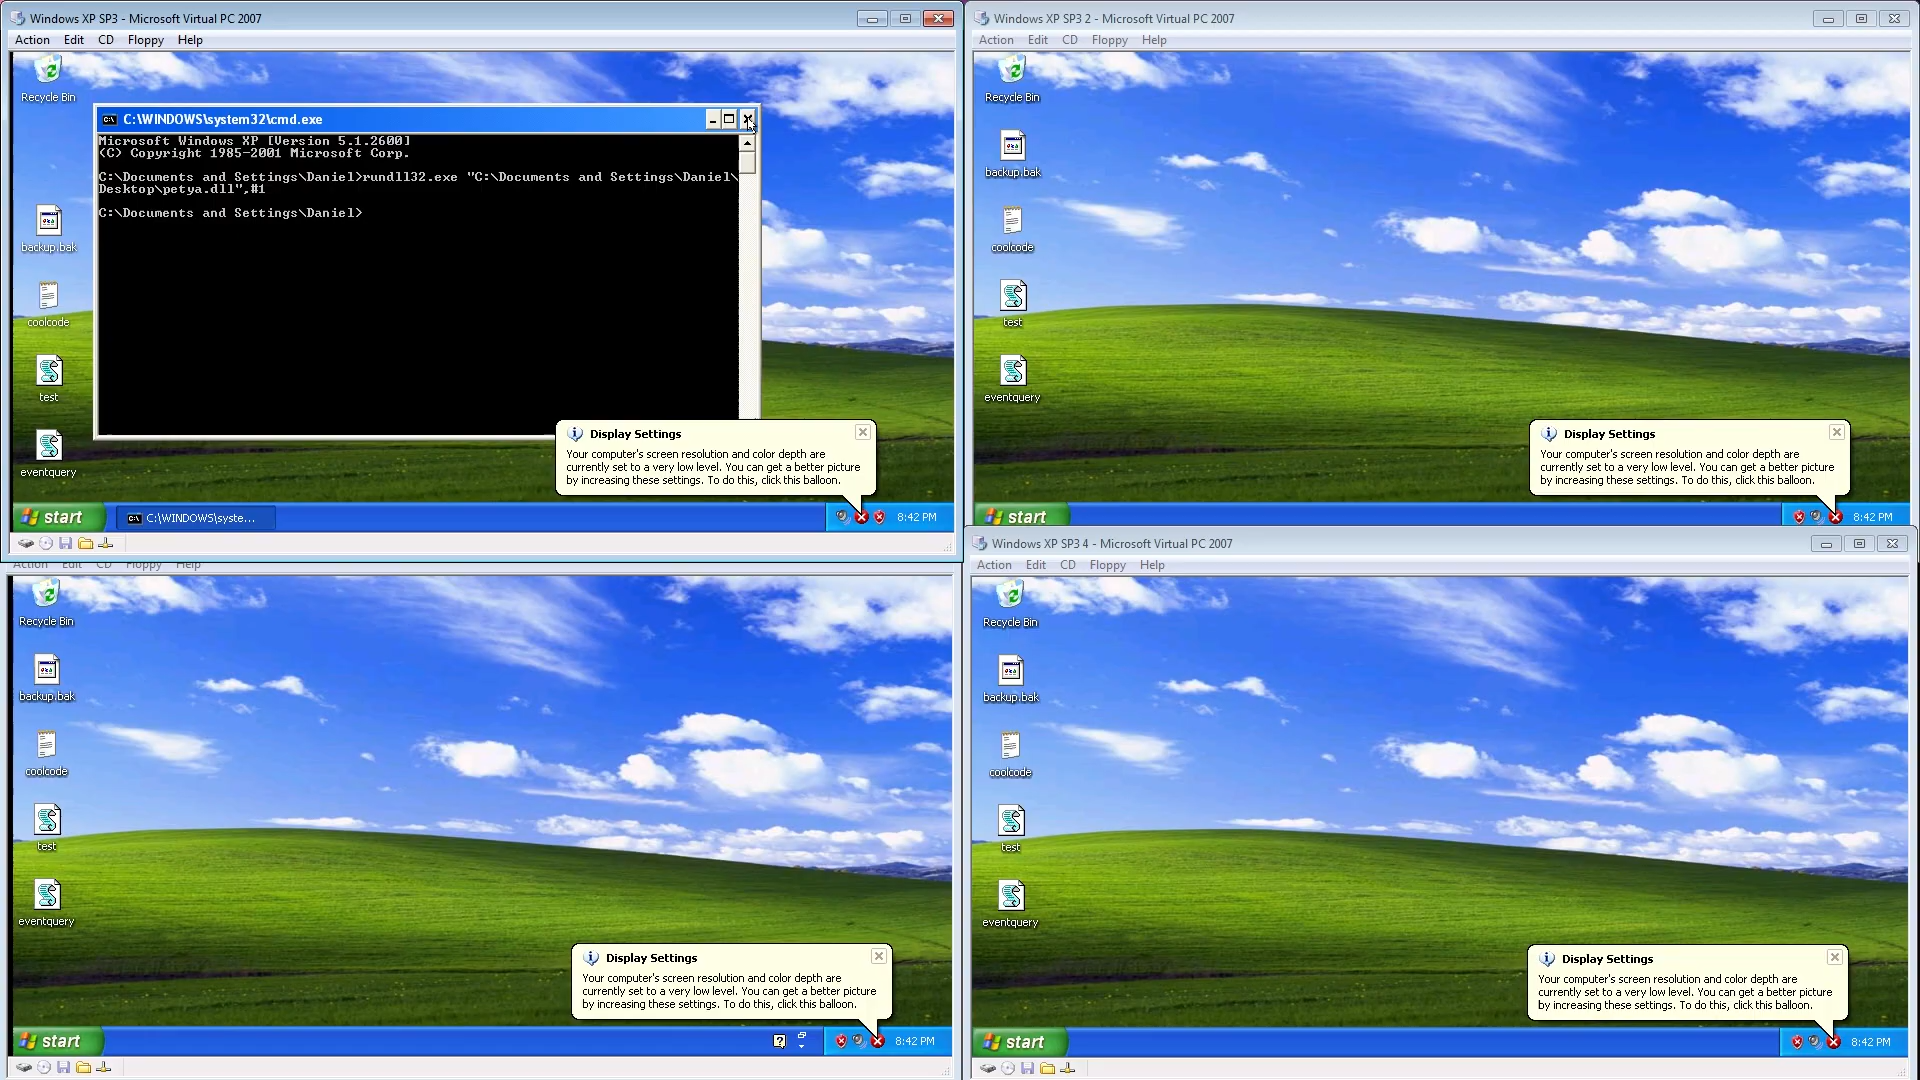 Windows XP SP3 - Microsoft Virtual PC 2007
Action Edit CD Floppy Help
Recycle Bin
C:\WINDOWS\system32\cmd.exe
Microsoft Windows XP [Version 5.1.2600]
(C) Copyright 1985-2001 Microsoft Corp.
C:\Documents and Settings\Daniel>rundll32.exe "C:\Documents and Settings\Daniel\
Desktop\petya.dll",#1
C:\Documents and Settings\Daniel>
backup.bak
coolcode
test
eventquery
Display Settings
Your computer's screen resolution and color depth are
currently set to a very low level. You can get a better picture
by increasing these settings. To do this, click this balloon.
start
C:\WINDOWS\syste...
8:42 PM
Windows XP SP3 2 - Microsoft Virtual PC 2007
Action Edit CD Floppy Help
Recycle Bin
backup.bak
coolcode
test
eventquery
Display Settings
Your computer's screen resolution and color depth are
currently set to a very low level. You can get a better picture
by increasing these settings. To do this, click this balloon.
start
8:42 PM
Action Edit CD Floppy Help
Recycle Bin
backup.bak
coolcode
test
eventquery
Display Settings
Your computer's screen resolution and color depth are
currently set to a very low level. You can get a better picture
by increasing these settings. To do this, click this balloon.
start
8:42 PM
Windows XP SP3 4 - Microsoft Virtual PC 2007
Action Edit CD Floppy Help
Recycle Bin
backup.bak
coolcode
test
eventquery
Display Settings
Your computer's screen resolution and color depth are
currently set to a very low level. You can get a better picture
by increasing these settings. To do this, click this balloon.
start
8:42 PM